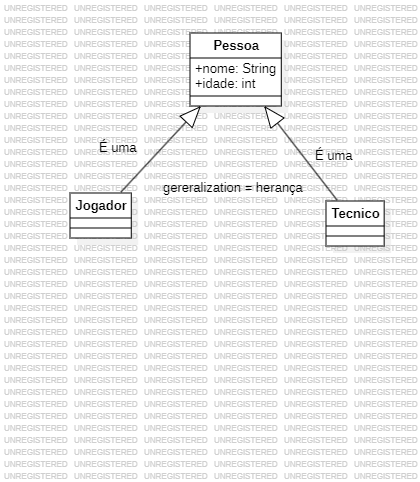 Pessoa
+nome: String
+idade: int
É uma
É uma
gereralization = herança
Jogador
Tecnico
UNREGISTERED UNREGISTERED UNREGISTERED UNREGISTERED UNREGISTERED UNREGISTERED